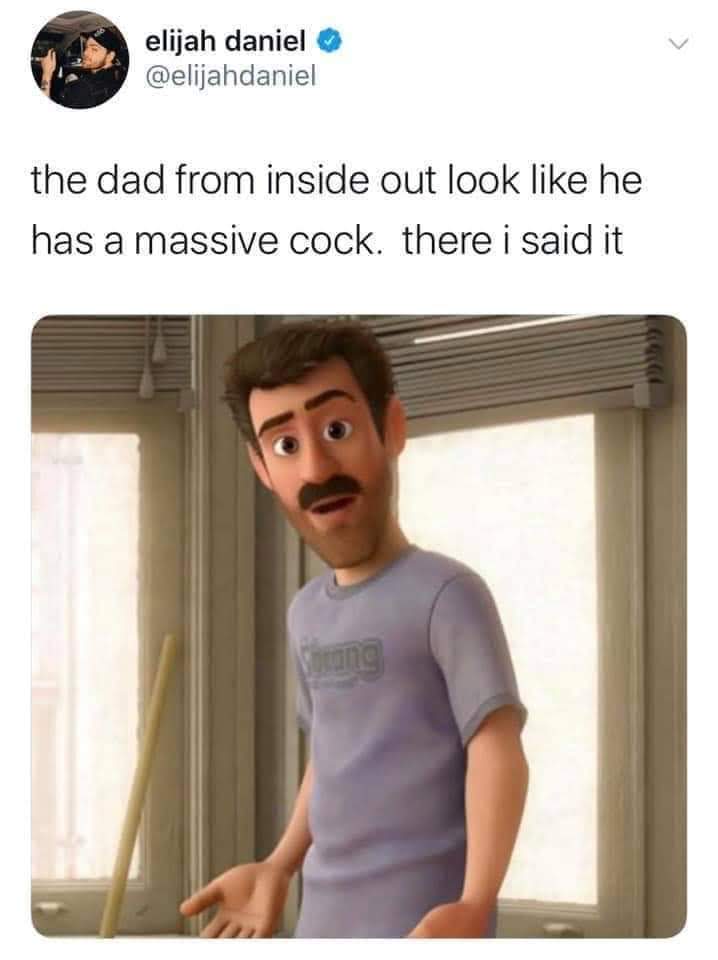 elijah daniel
@elijahdaniel
the dad from inside out look like he
has a massive cock.  there i said it